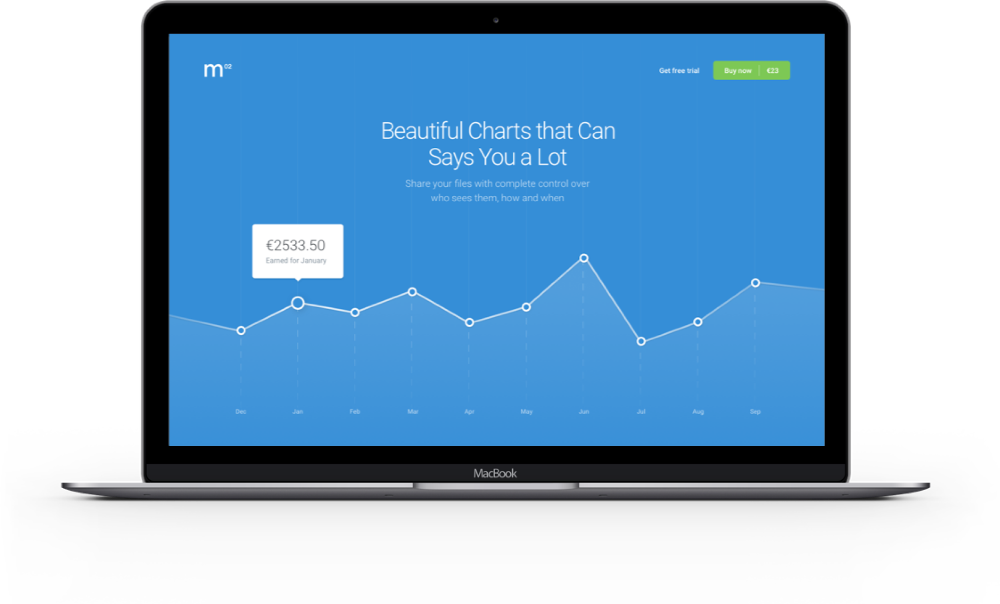 m02
Get free trial
Buy now €23
Beautiful Charts that Can
Says You a Lot
Share your files with complete control over
who sees them, how and when
€2533.50
Earned for January
Dec Jan Feb Mar Apr May Jun Jul Aug Sep
MacBook